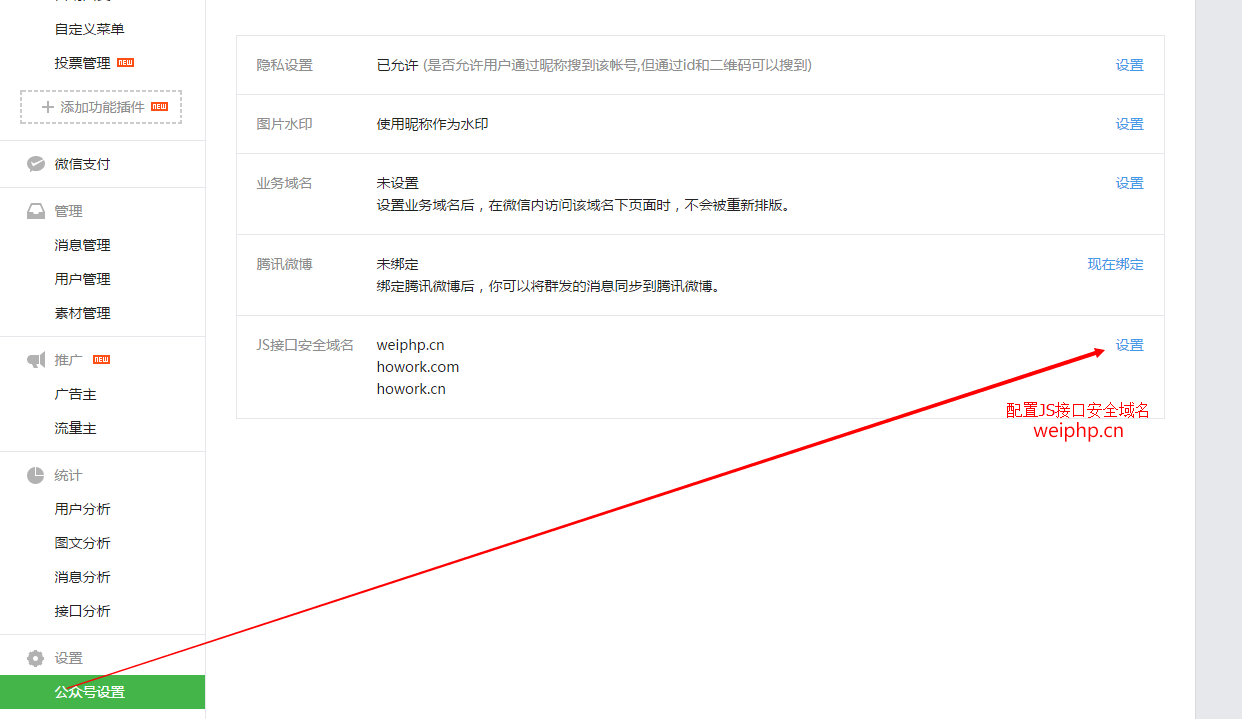 自定义菜单
投票管理 NEW
添加功能插件 NEW
微信支付
管理
消息管理
用户管理
素材管理
推广 NEW
广告主
流量主
统计
用户分析
图文分析
消息分析
接口分析
设置
公众号设置
隐私设置 已允许 (是否允许用户通过昵称搜到该帐号,但通过id和二维码可以搜到) 设置
图片水印 使用昵称作为水印 设置
业务域名 未设置 设置
设置业务域名后，在微信内访问该域名下页面时，不会被重新排版。
腾讯微博 未绑定 现在绑定
绑定腾讯微博后，你可以将群发的消息同步到腾讯微博。
JS接口安全域名 weiphp.cn 设置
howork.com
howork.cn
配置JS接口安全域名
weiphp.cn